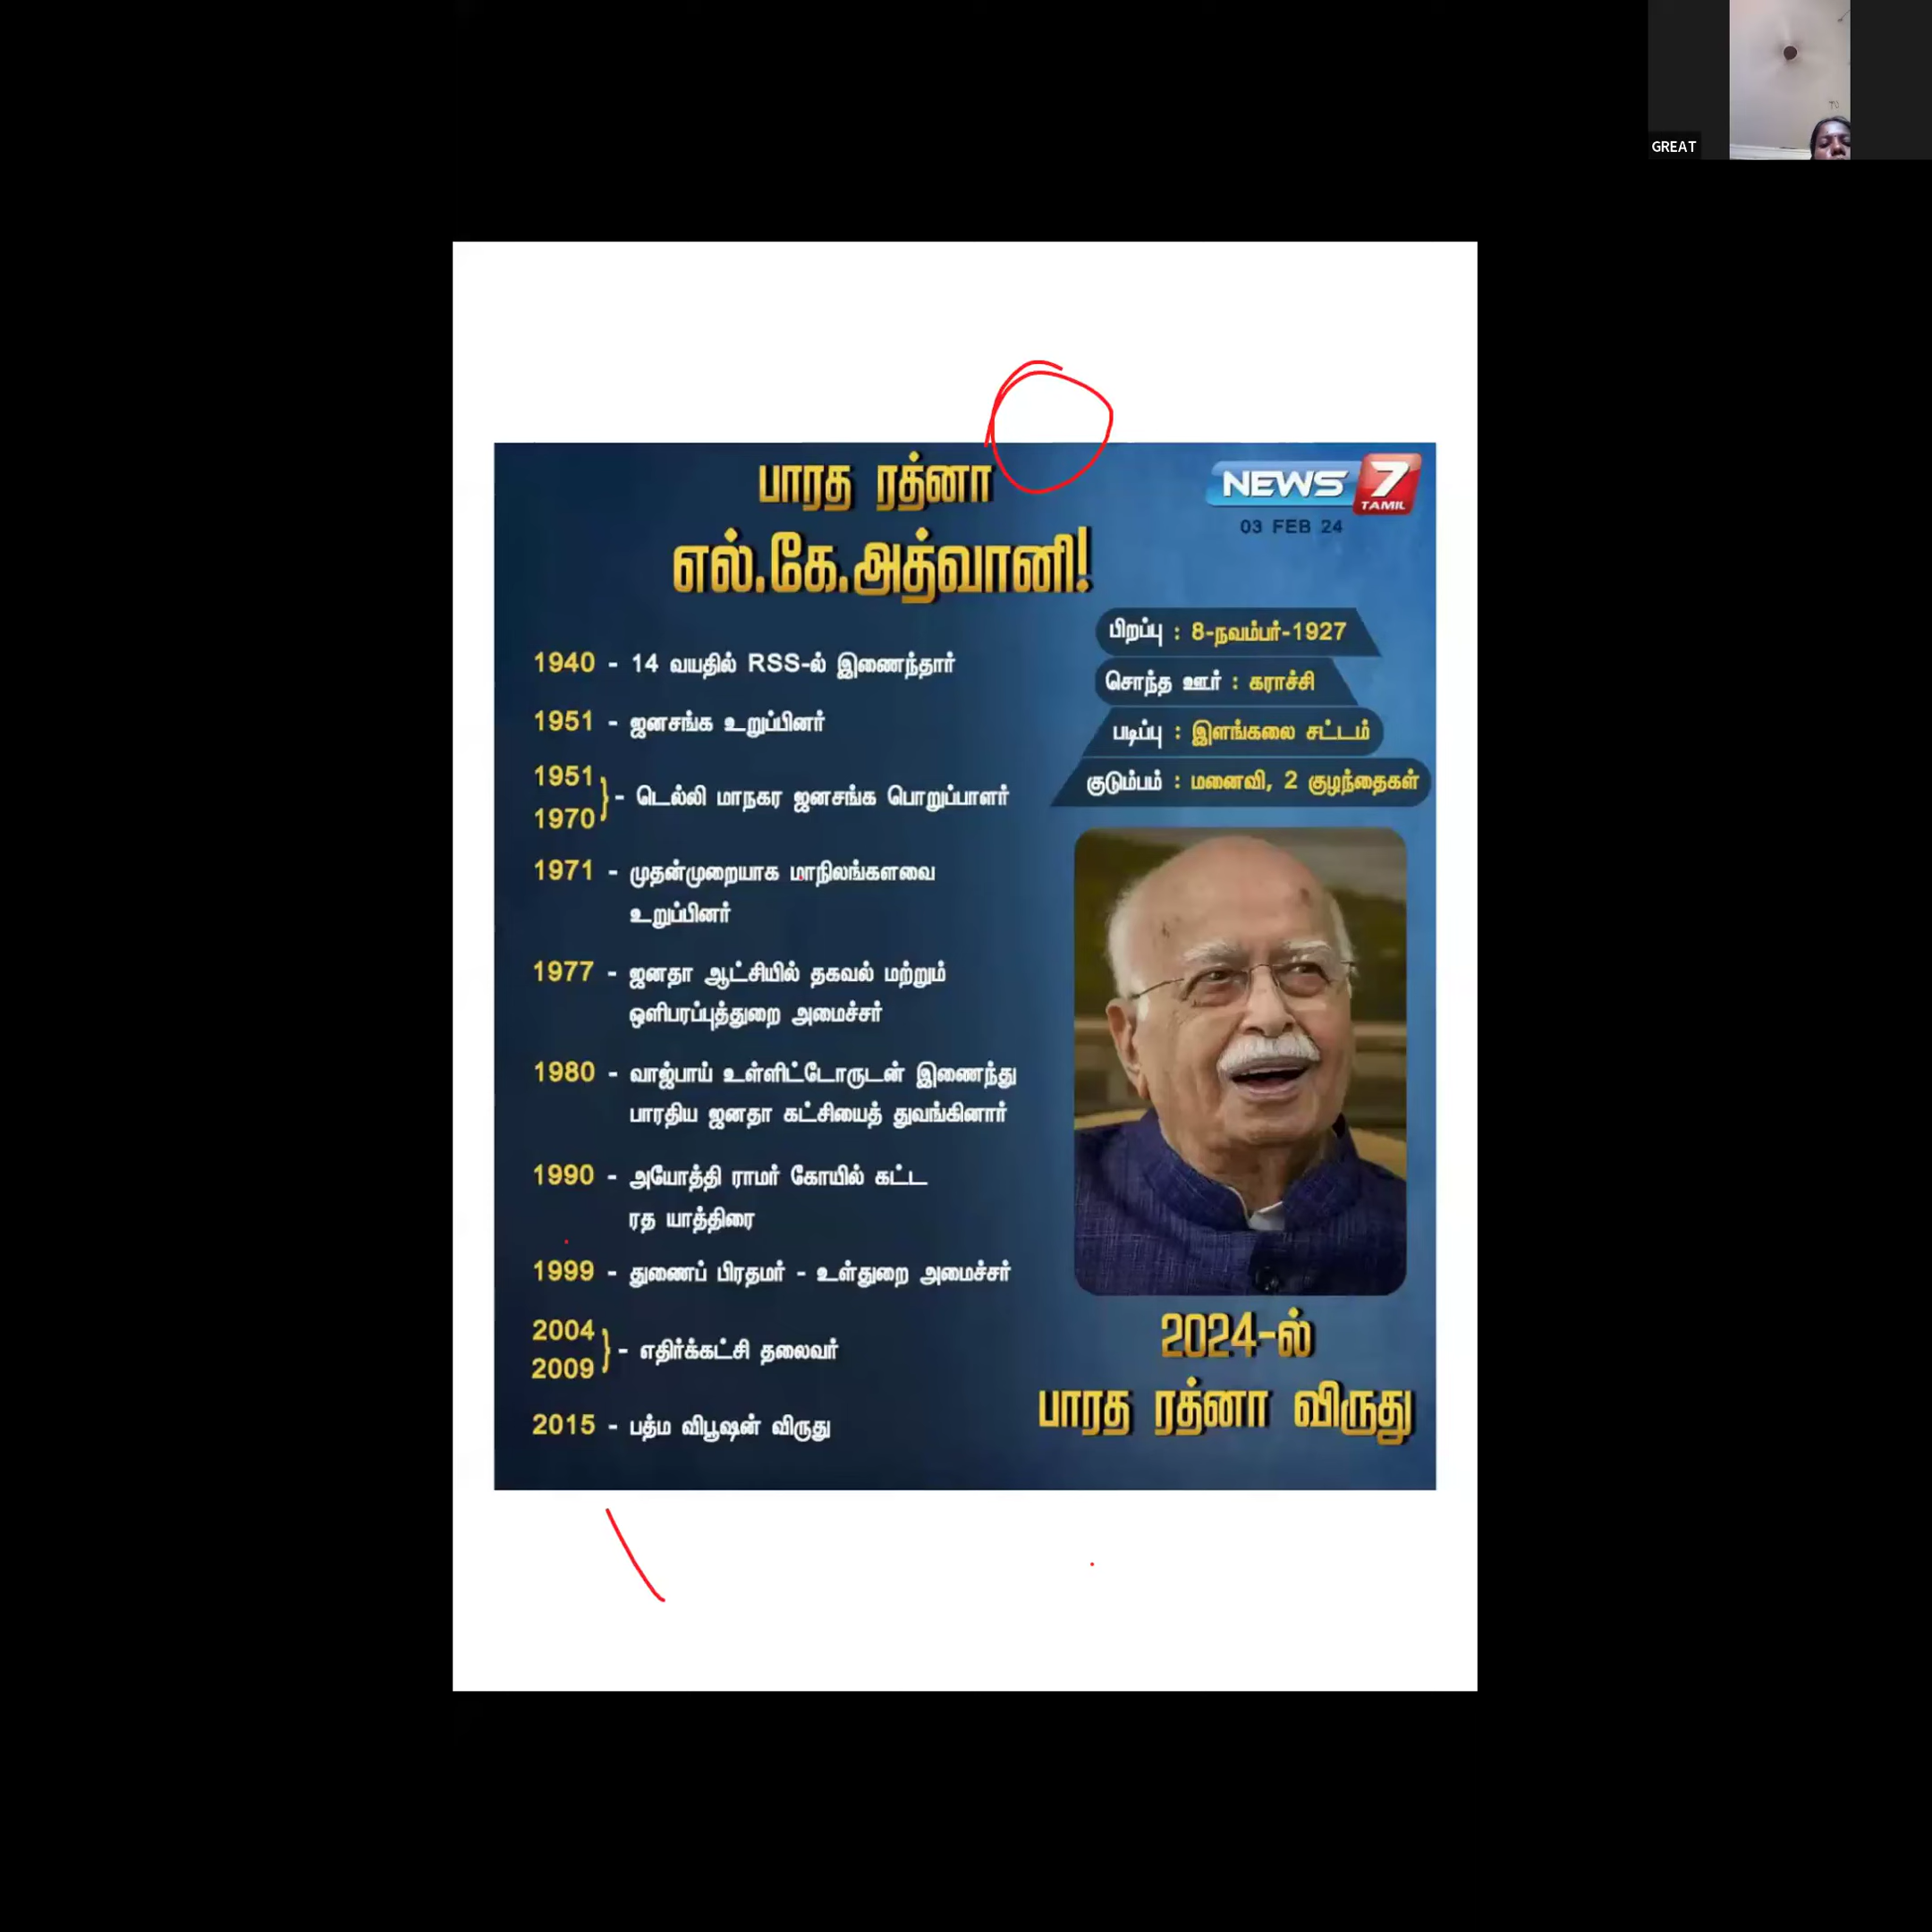 GREAT
பாரத ரத்னா
எல்.கே.அத்வானி!
NEWS 7
TAMIL
03 FEB 24
பிறப்பு : 8-நவம்பர்-1927
சொந்த ஊர் : கராச்சி
படிப்பு : இளங்கலை சட்டம்
குடும்பம் : மனைவி, 2 குழந்தைகள்
1940 - 14 வயதில் RSS-ல் இணைந்தார்
1951 - ஜனசங்க உறுப்பினர்
1951
1970 } - டெல்லி மாநகர ஜனசங்க பொறுப்பாளர்
1971 - முதன்முறையாக மாநிலங்களவை
உறுப்பினர்
1977 - ஜனதா ஆட்சியில் தகவல் மற்றும்
ஒளிபரப்புத்துறை அமைச்சர்
1980 - வாஜ்பாய் உள்ளிட்டோருடன் இணைந்து
பாரதிய ஜனதா கட்சியைத் துவங்கினார்
1990 - அயோத்தி ராமர் கோயில் கட்ட
ரத யாத்திரை
1999 - துணைப் பிரதமர் - உள்துறை அமைச்சர்
2004
2009 } - எதிர்க்கட்சி தலைவர்
2015 - பத்ம விபூஷன் விருது
2024-ல்
பாரத ரத்னா விருது